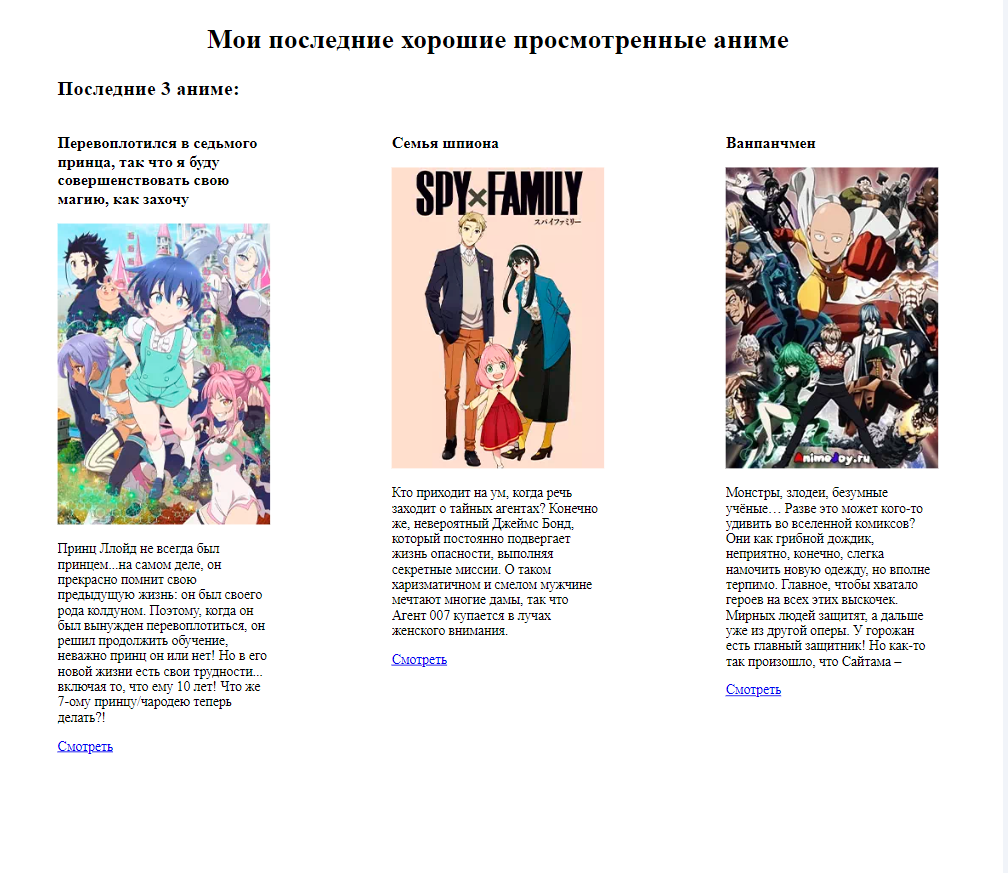 Мои последние хорошие просмотренные аниме
Последние 3 аниме:
Перевоплотился в седьмого
принца, так что я буду
совершенствовать свою
магию, как захочу
Принц Ллойд не всегда был
принцем...на самом деле, он
прекрасно помнит свою
предыдущую жизнь: он был своего
рода колдуном. Поэтому, когда он
был вынужден перевоплотиться, он
решил продолжить обучение,
неважно принц он или нет! Но в его
новой жизни есть свои трудности...
включая то, что ему 10 лет! Что же
7-ому принцу/чародею теперь
делать?!
Смотреть
Семья шпиона
SPY×FAMILY
スパイファミリー
Кто приходит на ум, когда речь
заходит о тайных агентах? Конечно
же, невероятный Джеймс Бонд,
который постоянно подвергает
жизнь опасности, выполняя
секретные миссии. О таком
харизматичном и смелом мужчине
мечтают многие дамы, так что
Агент 007 купается в лучах
женского внимания.
Смотреть
Ванпанчмен
AnimeJoy.ru
Монстры, злодеи, безумные
учёные… Разве это может кого-то
удивить во вселенной комиксов?
Они как грибной дождик,
неприятно, конечно, слегка
намочить новую одежду, но вполне
терпимо. Главное, чтобы хватало
героев на всех этих выскочек.
Мирных людей защитят, а дальше
уже из другой оперы. У горожан
есть главный защитник! Но как-то
так произошло, что Сайтама –
Смотреть